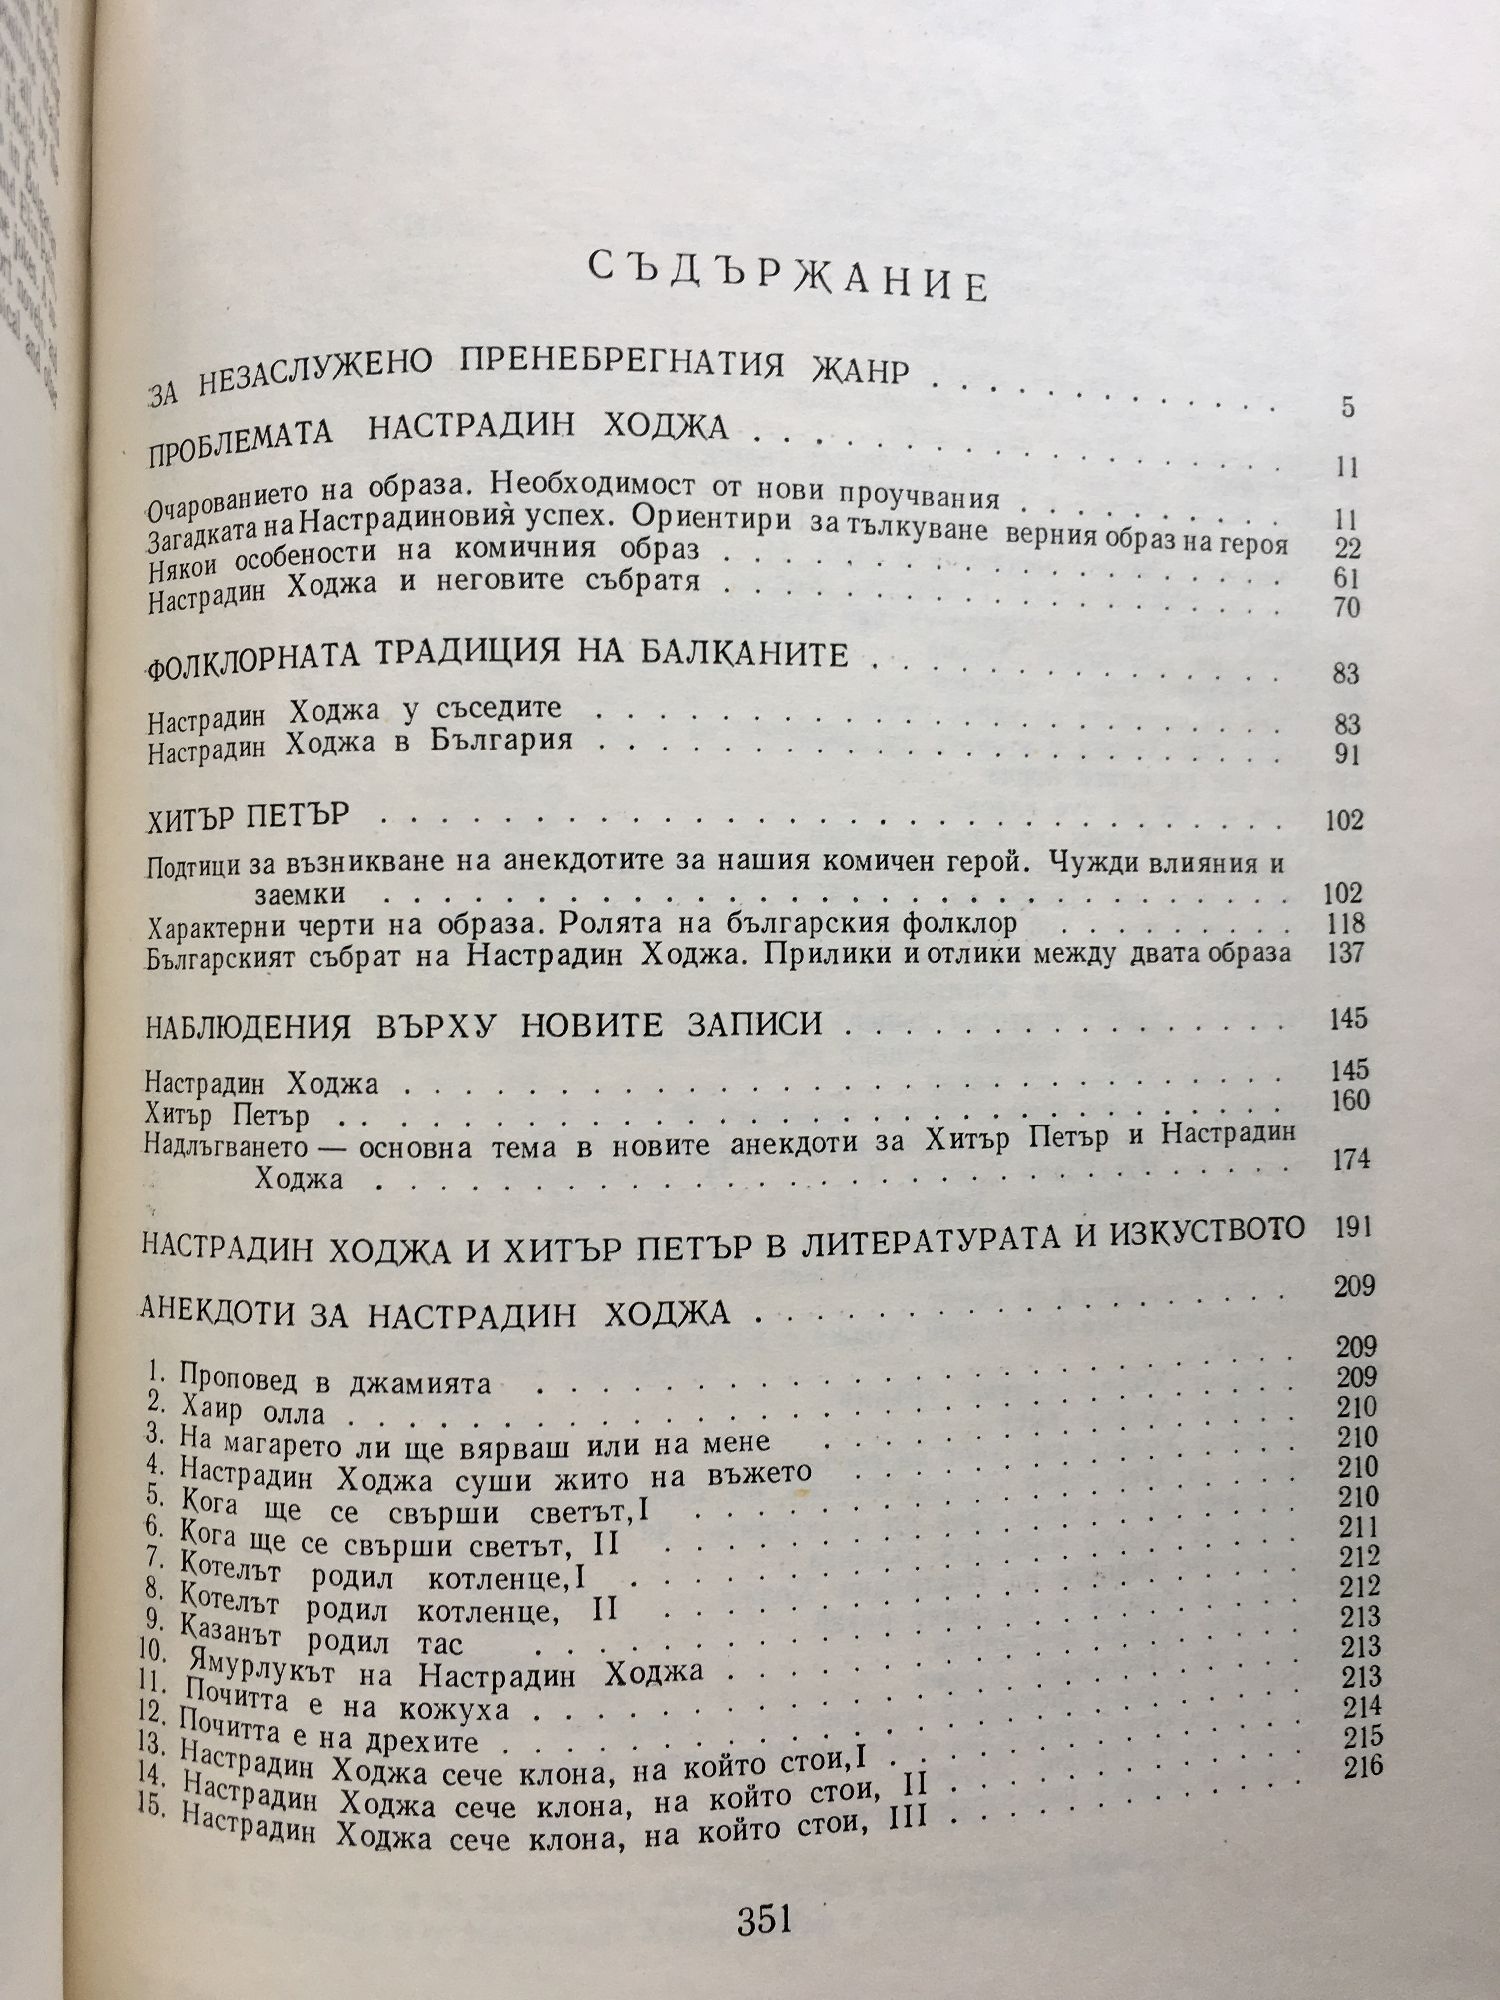 СЪДЪРЖАНИЕ
ЗА НЕЗАСЛУЖЕНО ПРЕНЕБРЕГНАТИЯ ЖАНР . . . . . . . . . . . . 5
ПРОБЛЕМАТА НАСТРАДИН ХОДЖА . . . . . . . . . . . . . . . . . . 11
Очарованието на образа. Необходимост от нови проучвания . . . . . . . . . 11
Загадката на Настрадиновия успех. Ориентири за тълкуване верния образ на героя 22
Някои особености на комичния образ . . . . . . . . . . . . . . . . . . 61
Настрадин Ходжа и неговите събратя . . . . . . . . . . . . . . . . . . 70
ФОЛКЛОРНАТА ТРАДИЦИЯ НА БАЛКАНИТЕ . . . . . . . . . . . . . . 83
Настрадин Ходжа у съседите . . . . . . . . . . . . . . . . . . . . . . 83
Настрадин Ходжа в България . . . . . . . . . . . . . . . . . . . . . . 91
ХИТЪР ПЕТЪР . . . . . . . . . . . . . . . . . . . . . . . . . . . . . 102
Подтици за възникване на анекдотите за нашия комичен герой. Чужди влияния и
заемки . . . . . . . . . . . . . . . . . . . . . . . . . . . . . 102
Характерни черти на образа. Ролята на българския фолклор . . . . . . . . 118
Българският събрат на Настрадин Ходжа. Прилики и отлики между двата образа 137
НАБЛЮДЕНИЯ ВЪРХУ НОВИТЕ ЗАПИСИ . . . . . . . . . . . . . . . 145
Настрадин Ходжа . . . . . . . . . . . . . . . . . . . . . . . . . . . . 145
Хитър Петър . . . . . . . . . . . . . . . . . . . . . . . . . . . . . . 160
Надлъгването — основна тема в новите анекдоти за Хитър Петър и Настрадин
Ходжа . . . . . . . . . . . . . . . . . . . . . . . . . . . . . 174
НАСТРАДИН ХОДЖА И ХИТЪР ПЕТЪР В ЛИТЕРАТУРАТА И ИЗКУСТВОТО 191
АНЕКДОТИ ЗА НАСТРАДИН ХОДЖА . . . . . . . . . . . . . . . . . . 209
1. Проповед в джамията . . . . . . . . . . . . . . . . . . . . . . . . 209
2. Хаир олла . . . . . . . . . . . . . . . . . . . . . . . . . . . . . . 209
3. На магарето ли ще вярваш или на мене . . . . . . . . . . . . . . . 210
4. Настрадин Ходжа суши жито на въжето . . . . . . . . . . . . . . 210
5. Кога ще се свърши светът, I . . . . . . . . . . . . . . . . . . . 210
6. Кога ще се свърши светът, II . . . . . . . . . . . . . . . . . . . . 210
7. Котелът родил котленце, I . . . . . . . . . . . . . . . . . . . . . 211
8. Котелът родил котленце, II . . . . . . . . . . . . . . . . . . . . 212
9. Казанът родил тас . . . . . . . . . . . . . . . . . . . . . . . . 212
10. Ямурлукът на Настрадин Ходжа . . . . . . . . . . . . . . . . . . 213
11. Почитта е на кожуха . . . . . . . . . . . . . . . . . . . . . . . . 213
12. Почитта е на дрехите . . . . . . . . . . . . . . . . . . . . . . . . 213
13. Настрадин Ходжа сече клона, на който стои, I . . . . . . . . . . . . 214
14. Настрадин Ходжа сече клона, на който стои, II . . . . . . . . . . . 215
15. Настрадин Ходжа сече клона, на който стои, III . . . . . . . . . . . 216
351